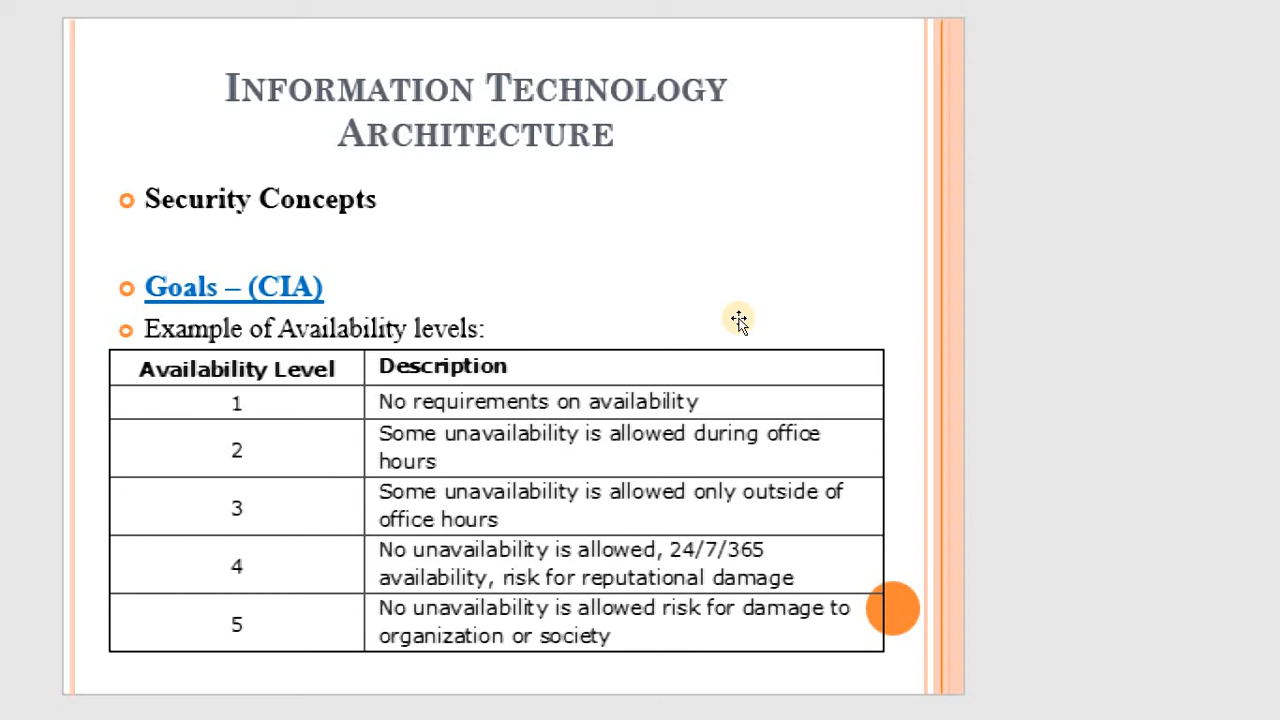 INFORMATION TECHNOLOGY
ARCHITECTURE
Security Concepts
Goals – (CIA)
Example of Availability levels:
Availability Level Description
1 No requirements on availability
2 Some unavailability is allowed during office
hours
3 Some unavailability is allowed only outside of
office hours
4 No unavailability is allowed, 24/7/365
availability, risk for reputational damage
5 No unavailability is allowed risk for damage to
organization or society